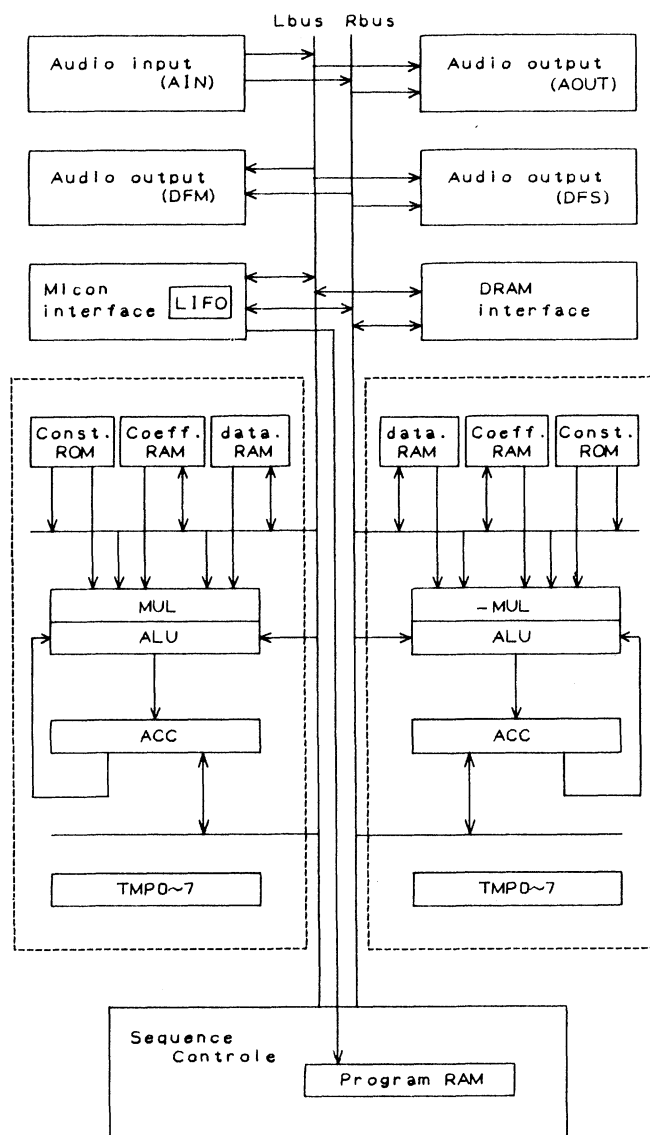 Lbus Rbus
Audio input
(AIN)
Audio output
(AOUT)
Audio output
(DFM)
Audio output
(DFS)
MIcon
interface
LIFO
DRAM
interface
Const.
ROM
Coeff.
RAM
data.
RAM
data.
RAM
Coeff.
RAM
Const.
ROM
MUL
ALU
ACC
TMP0~7
MUL
ALU
ACC
TMP0~7
Sequence
Controle
Program RAM